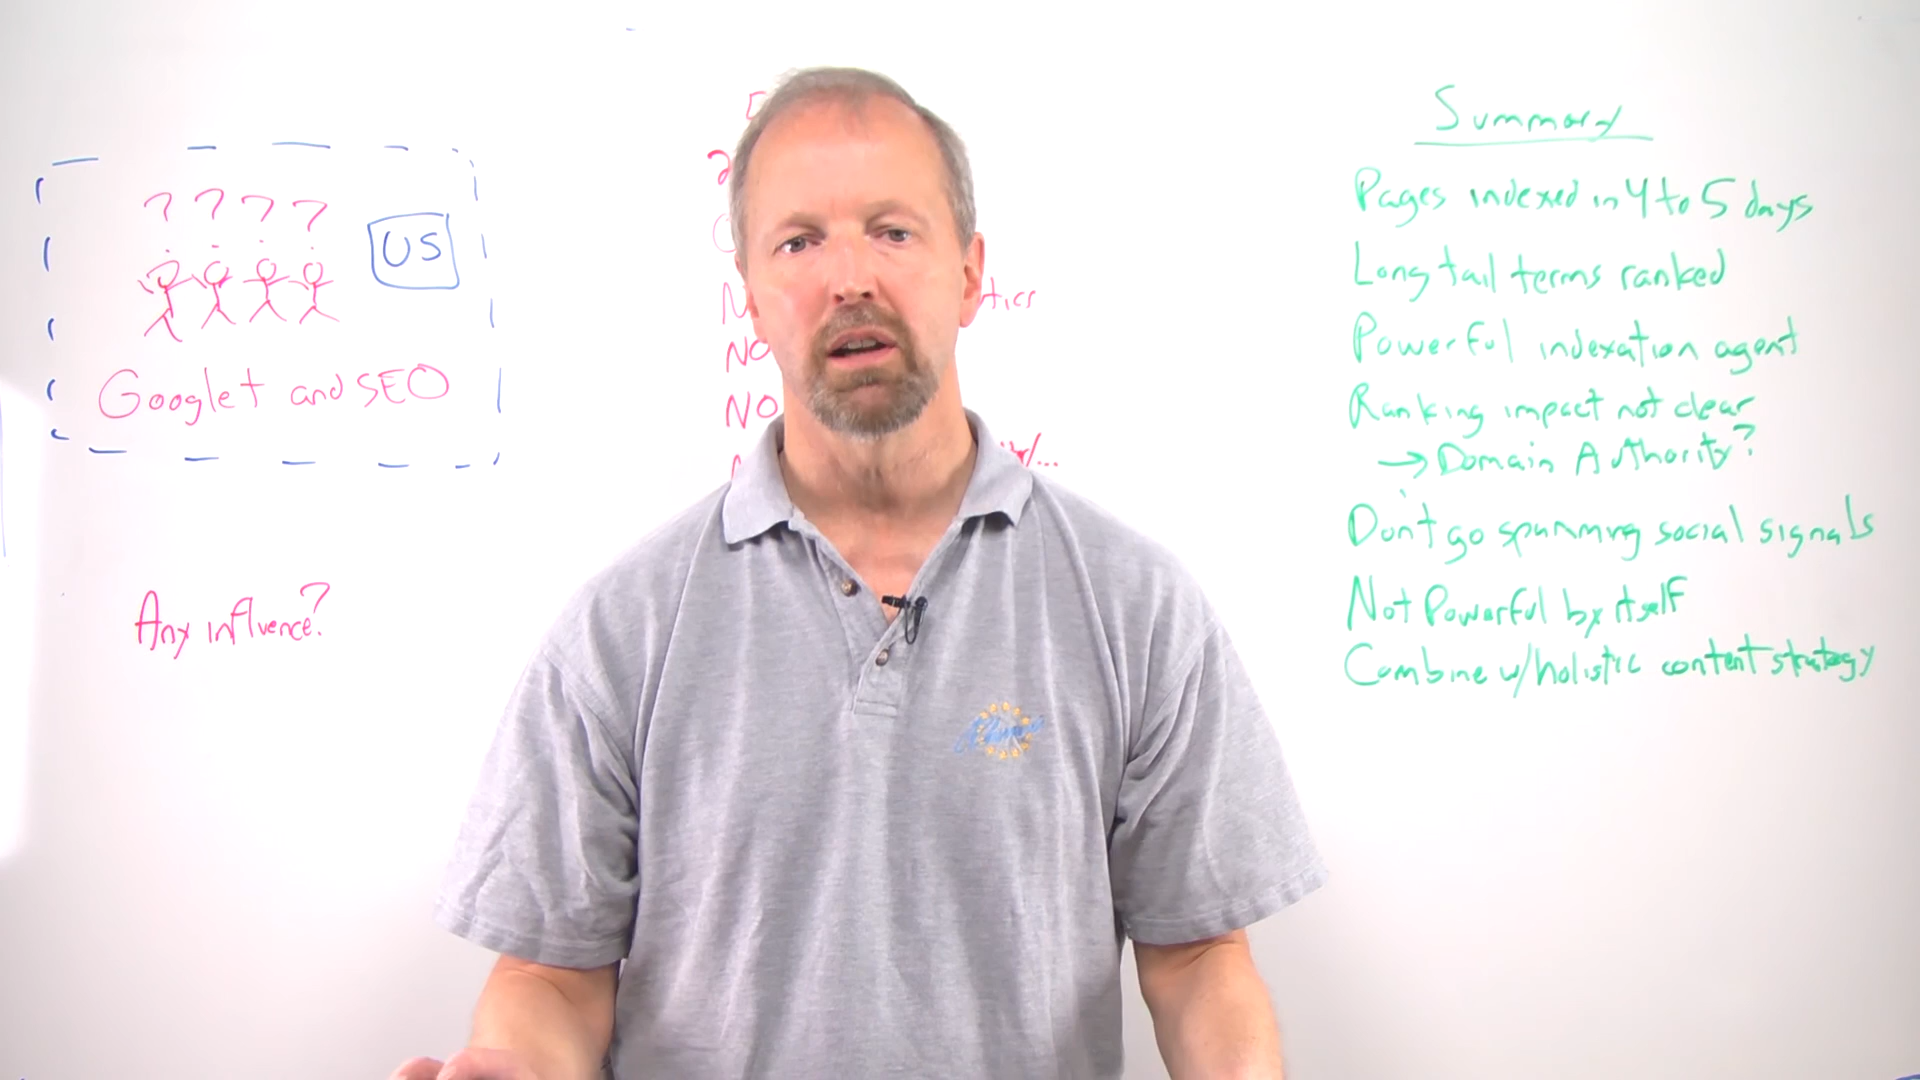 ? ? ? ?
US
Google+ and SEO
Any influence?
NO
NO
Summary
Pages indexed in 4 to 5 days
Long tail terms ranked
Powerful indexation agent
Ranking impact not clear
→ Domain Authority?
Don't go spamming social signals
Not Powerful by itself
Combine w/holistic content strategy